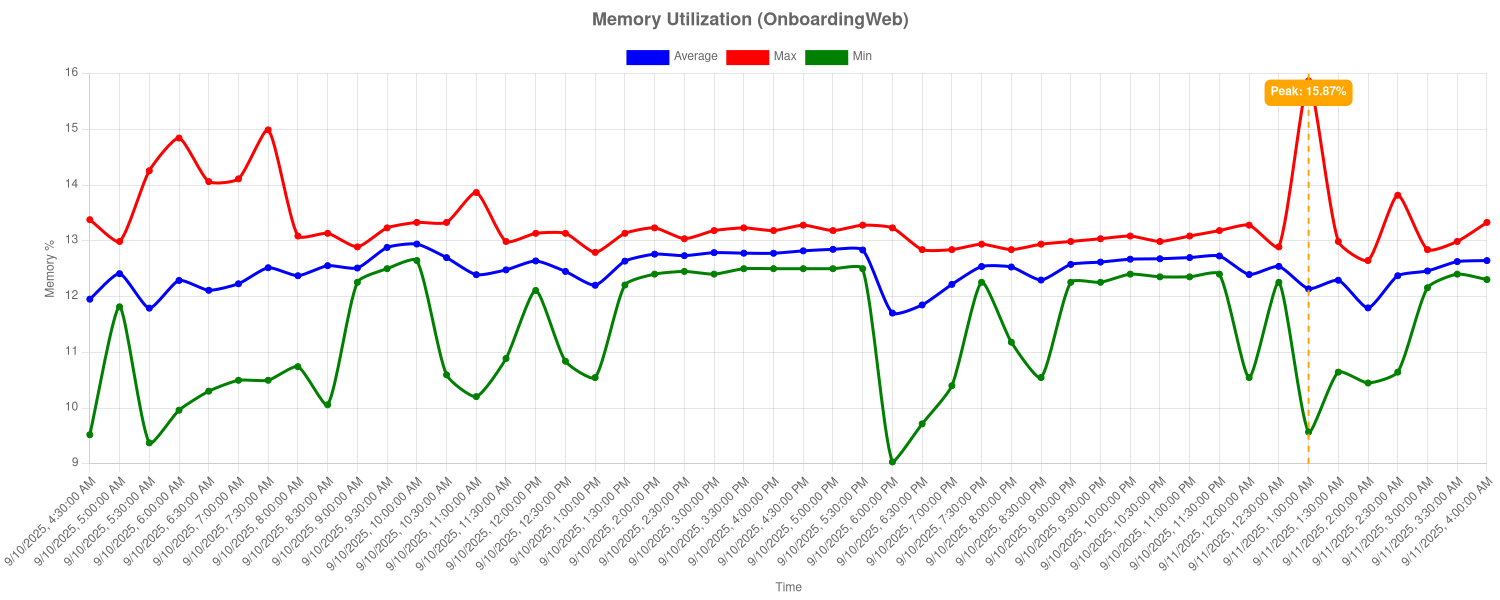 Memory Utilization (OnboardingWeb)
Average Max Min
Memory %
16
15
14
13
12
11
10
9
Peak: 15.87%
9/10/2025, 4:30:00 AM
9/10/2025, 5:00:00 AM
9/10/2025, 5:30:00 AM
9/10/2025, 6:00:00 AM
9/10/2025, 6:30:00 AM
9/10/2025, 7:00:00 AM
9/10/2025, 7:30:00 AM
9/10/2025, 8:00:00 AM
9/10/2025, 8:30:00 AM
9/10/2025, 9:00:00 AM
9/10/2025, 9:30:00 AM
9/10/2025, 10:00:00 AM
9/10/2025, 10:30:00 AM
9/10/2025, 11:00:00 AM
9/10/2025, 11:30:00 AM
9/10/2025, 12:00:00 PM
9/10/2025, 12:30:00 PM
9/10/2025, 1:00:00 PM
9/10/2025, 1:30:00 PM
9/10/2025, 2:00:00 PM
9/10/2025, 2:30:00 PM
9/10/2025, 3:00:00 PM
9/10/2025, 3:30:00 PM
9/10/2025, 4:00:00 PM
9/10/2025, 4:30:00 PM
9/10/2025, 5:00:00 PM
9/10/2025, 5:30:00 PM
9/10/2025, 6:00:00 PM
9/10/2025, 6:30:00 PM
9/10/2025, 7:00:00 PM
9/10/2025, 7:30:00 PM
9/10/2025, 8:00:00 PM
9/10/2025, 8:30:00 PM
9/10/2025, 9:00:00 PM
9/10/2025, 9:30:00 PM
9/10/2025, 10:00:00 PM
9/10/2025, 10:30:00 PM
9/10/2025, 11:00:00 PM
9/10/2025, 11:30:00 PM
9/11/2025, 12:00:00 AM
9/11/2025, 12:30:00 AM
9/11/2025, 1:00:00 AM
9/11/2025, 1:30:00 AM
9/11/2025, 2:00:00 AM
9/11/2025, 2:30:00 AM
9/11/2025, 3:00:00 AM
9/11/2025, 3:30:00 AM
9/11/2025, 4:00:00 AM
Time